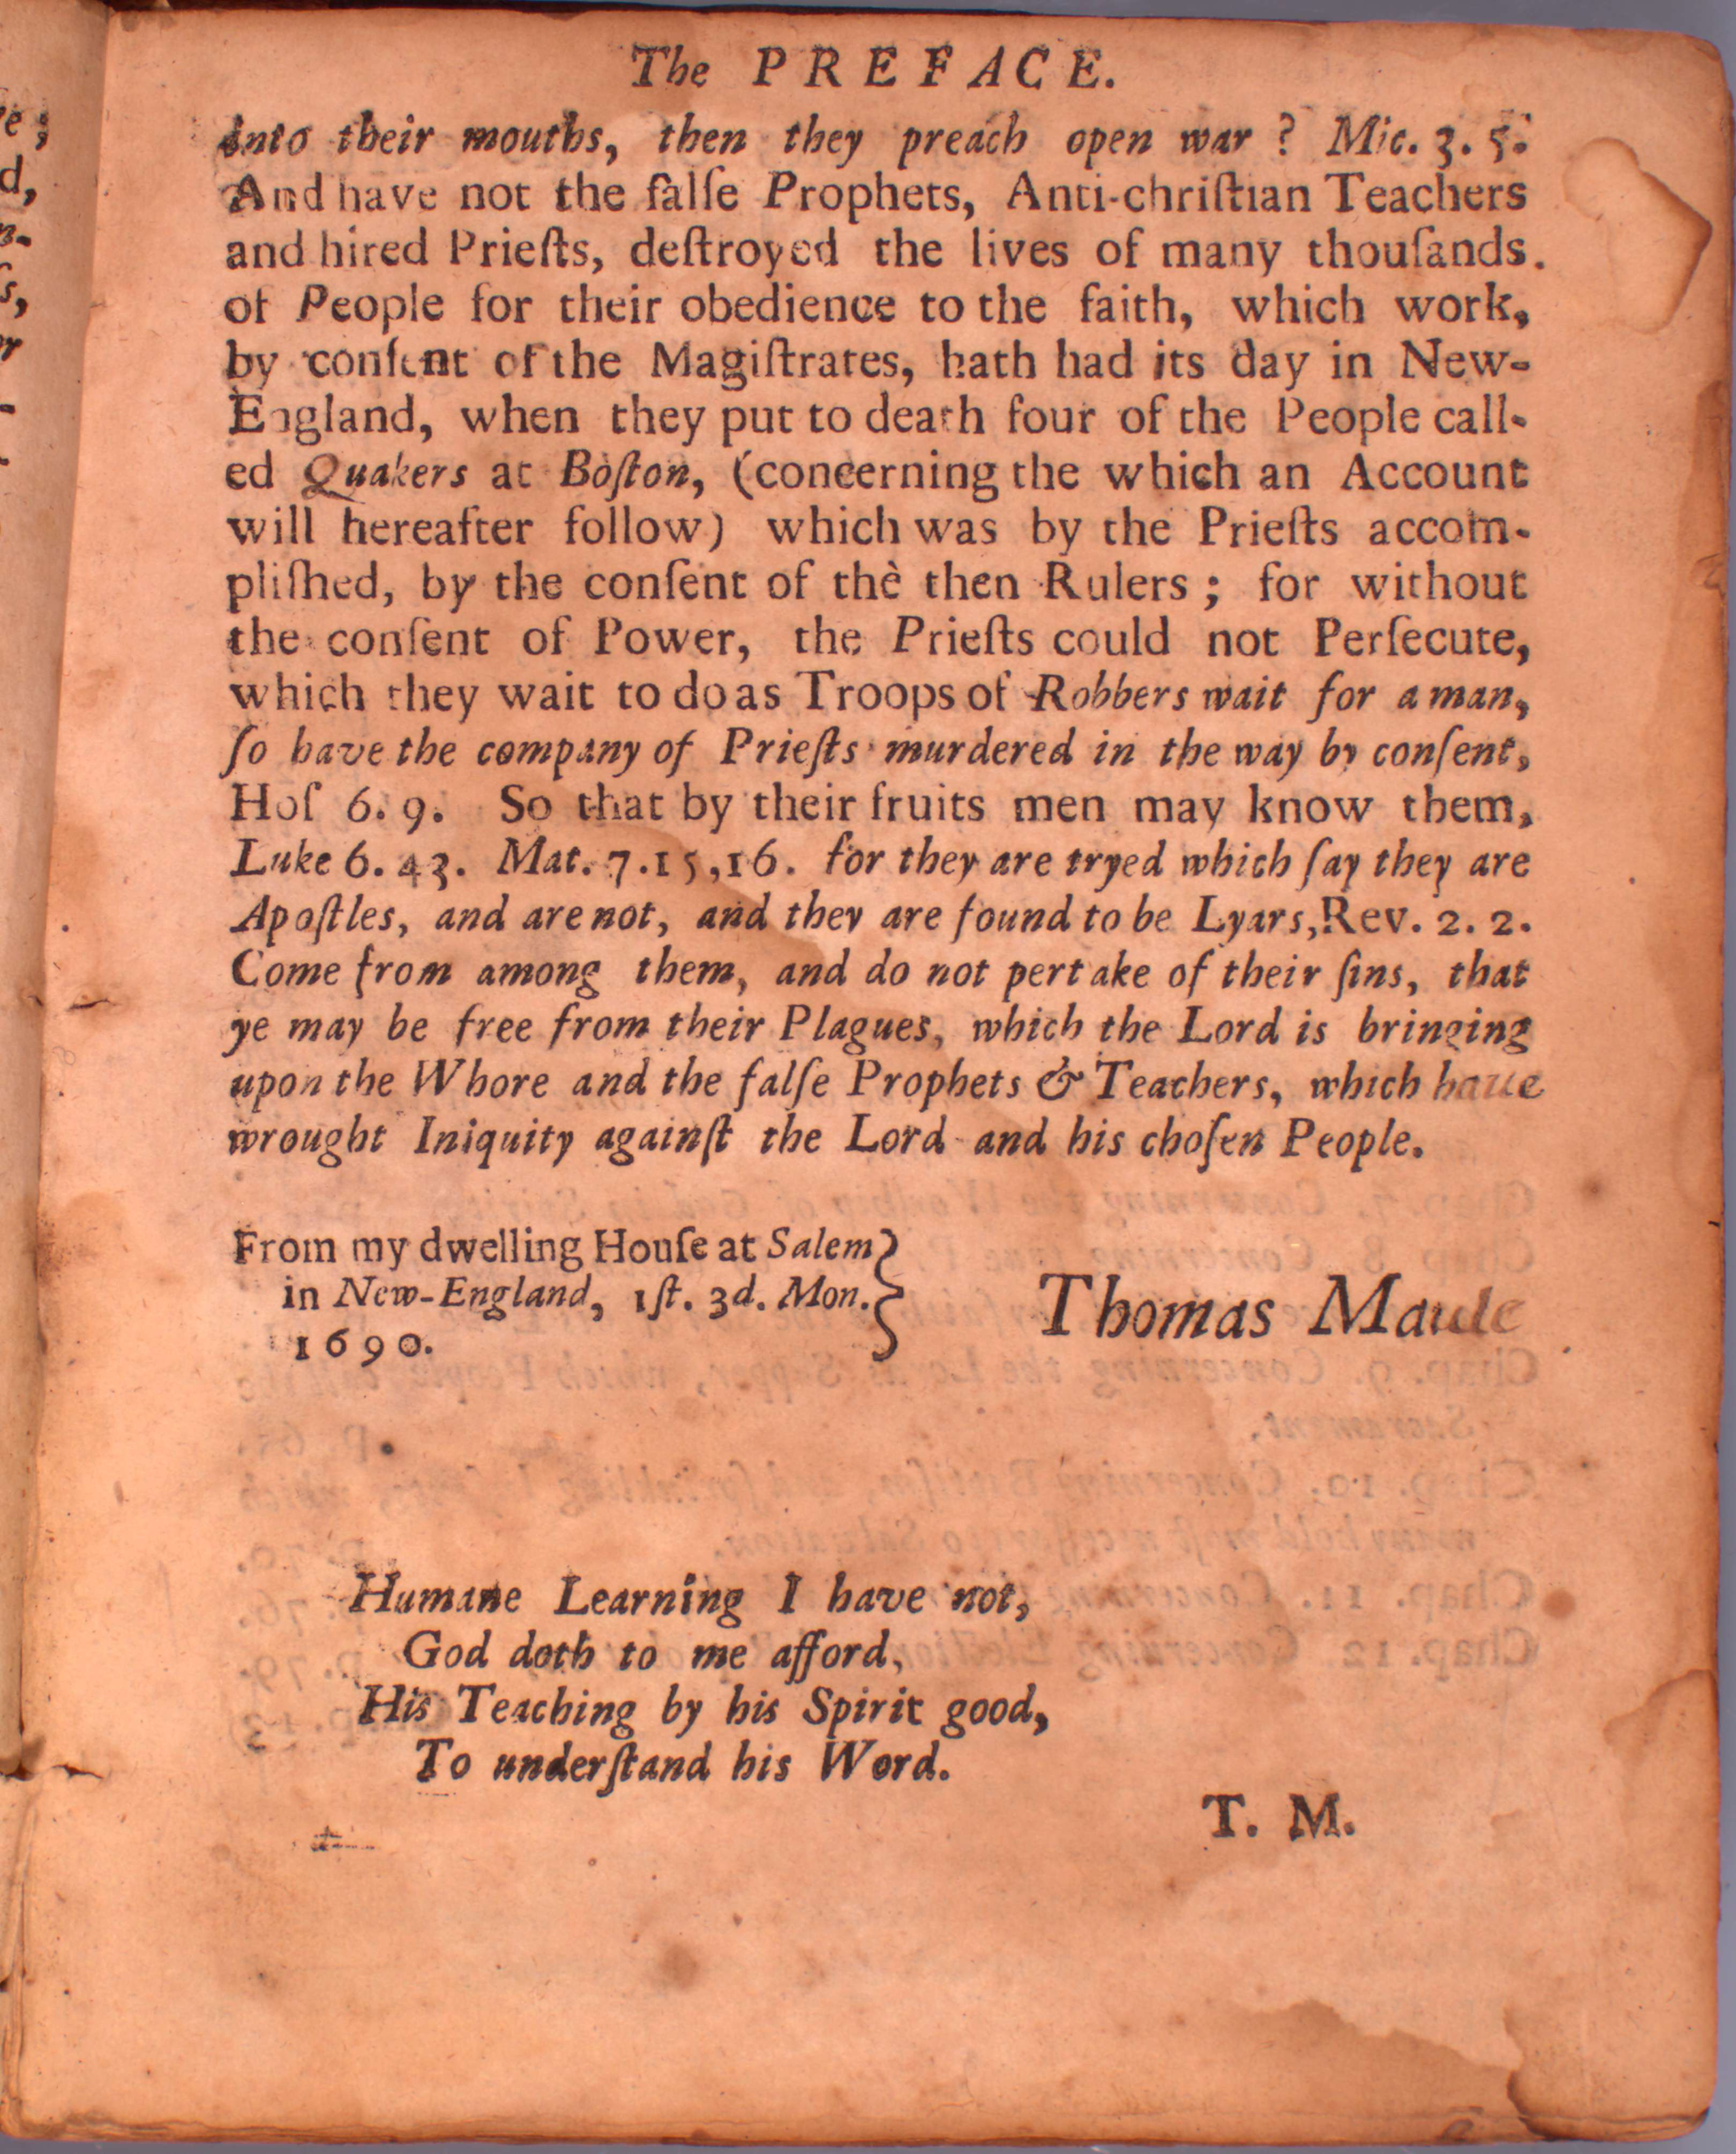 The PREFACE.
into their mouths, then they preach open war ? Mic. 3. 5.
And have not the falſe Prophets, Anti-chriſtian Teachers
and hired Prieſts, deſtroyed the lives of many thouſands.
of People for their obedience to the faith, which work,
by conſent of the Magiſtrates, hath had its day in New-
England, when they put to death four of the People call-
ed Quakers at Boſton, (concerning the which an Account
will hereafter follow) which was by the Prieſts accom-
pliſhed, by the conſent of the then Rulers ; for without
the conſent of Power, the Prieſts could not Perſecute,
which they wait to do as Troops of Robbers wait for a man,
ſo have the company of Prieſts murdered in the way by conſent,
Hoſ 6. 9. So that by their fruits men may know them,
Luke 6. 43. Mat. 7.15,16. for they are tryed which ſay they are
Apoſtles, and are not, and they are found to be Lyars,Rev. 2. 2.
Come from among them, and do not pertake of their ſins, that
ye may be free from their Plagues, which the Lord is bringing
upon the Whore and the falſe Prophets & Teachers, which haue
wrought Iniquity againſt the Lord and his choſen People.
From my dwelling Houſe at Salem }
in New-England, 1ſt. 3d. Mon.
1690.
Thomas Maule
Humane Learning I have not,
God doth to me afford,
His Teaching by his Spirit good,
To underſtand his Word.
T. M.